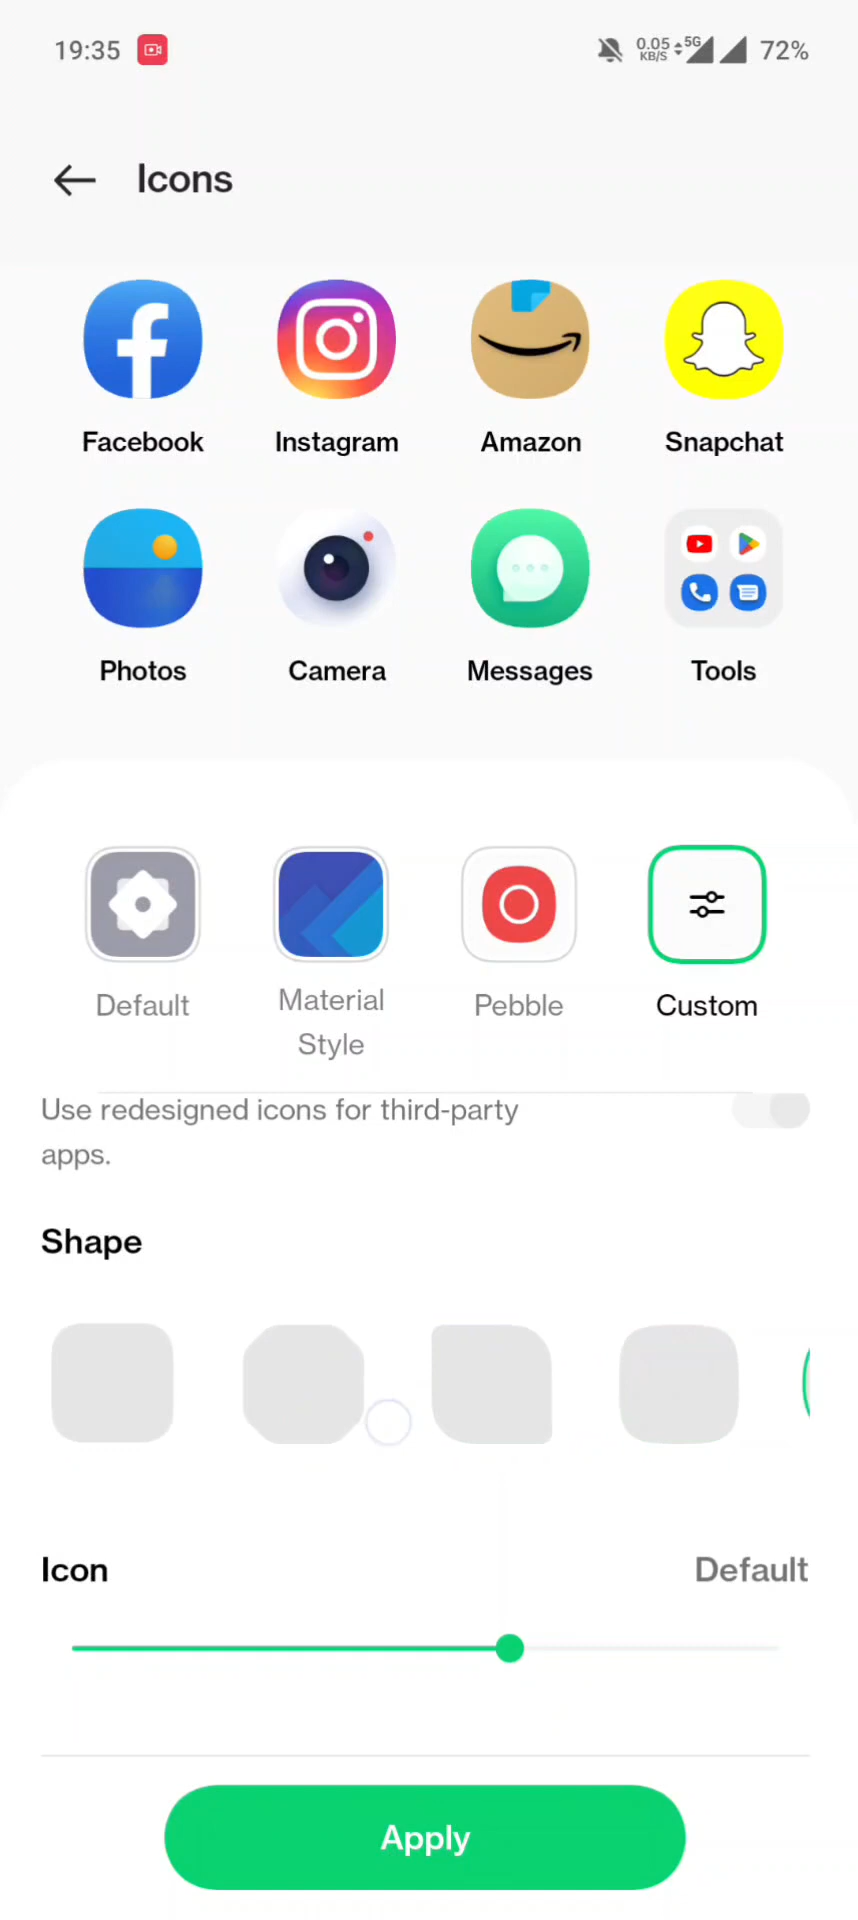 19:35
0.05
KB/S
5G
72%
Icons
Facebook Instagram Amazon Snapchat
Photos Camera Messages Tools
Default Material Style Pebble Custom
Use redesigned icons for third-party
apps.
Shape
Icon Default
Apply